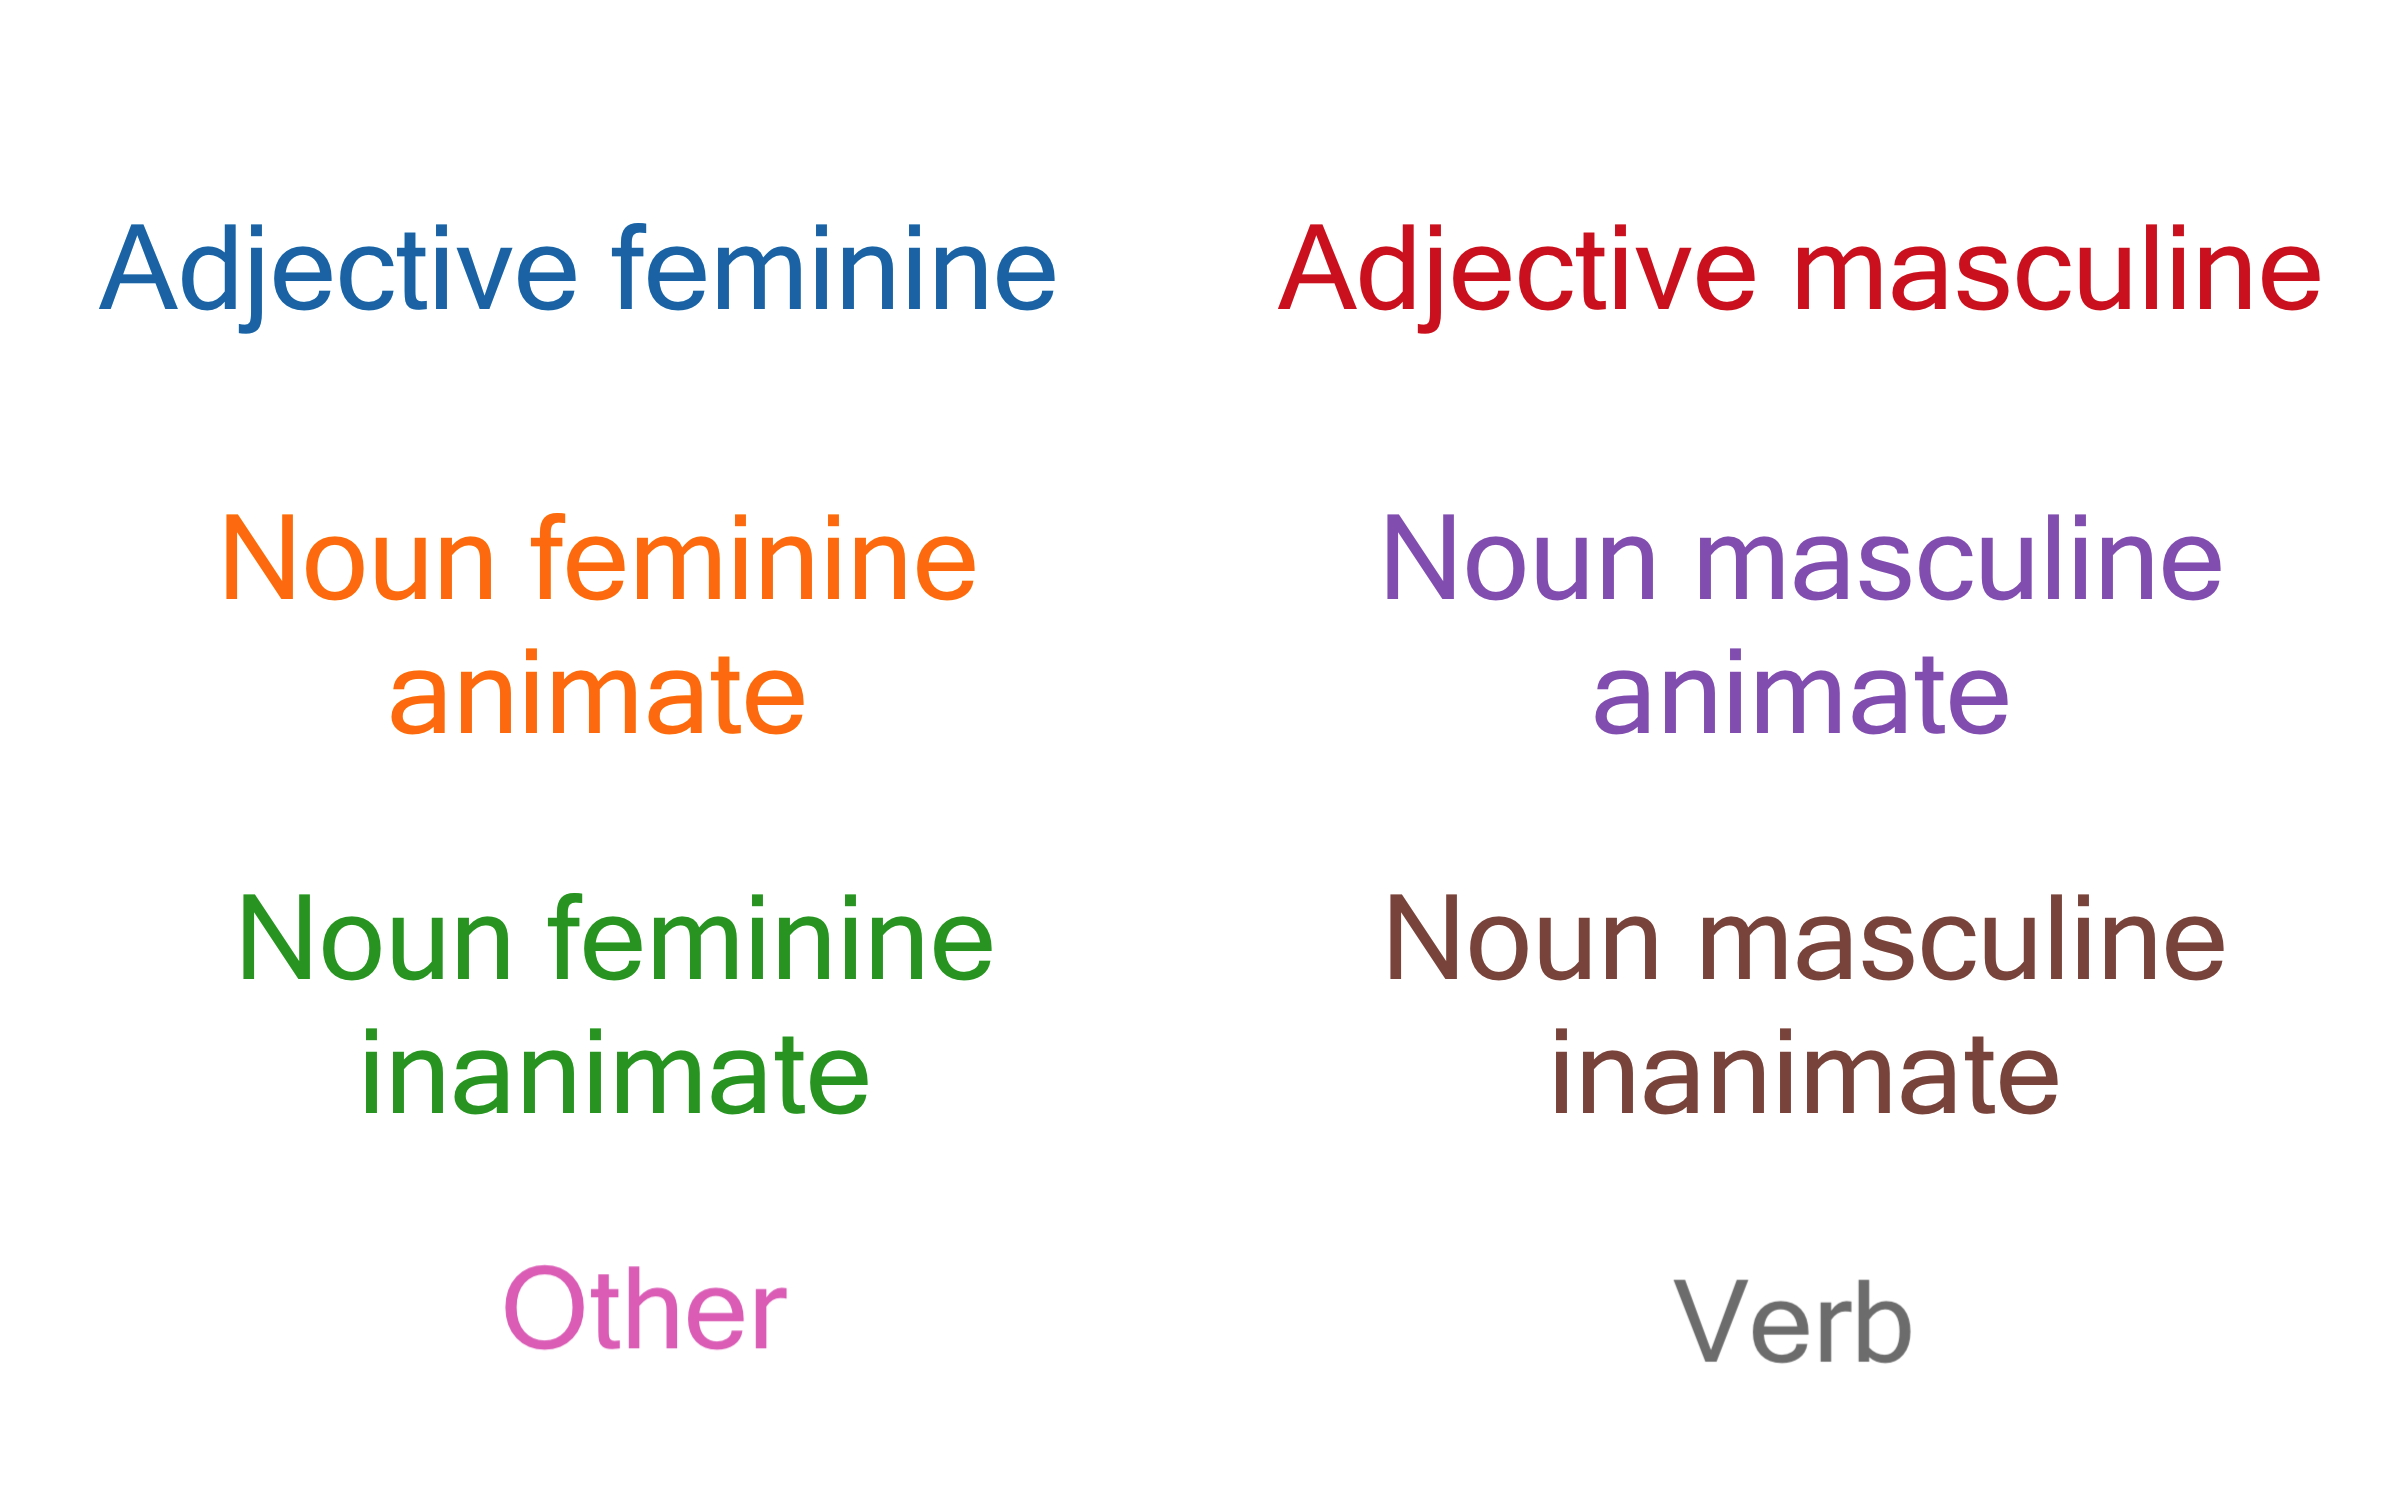 Adjective feminine
Adjective masculine
Noun feminine
animate
Noun masculine
animate
Noun feminine
inanimate
Noun masculine
inanimate
Other
Verb